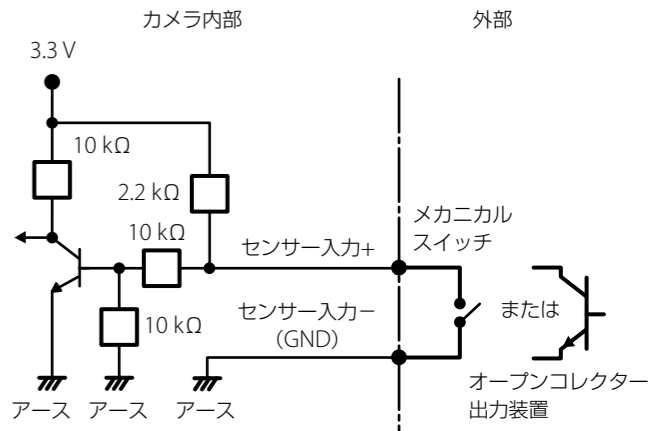 カメラ内部
外部
3.3 V
10 kΩ
2.2 kΩ
10 kΩ
センサー入力+
メカニカル
スイッチ
10 kΩ
センサー入力−
（GND）
または
アース
アース
アース
オープンコレクター
出力装置